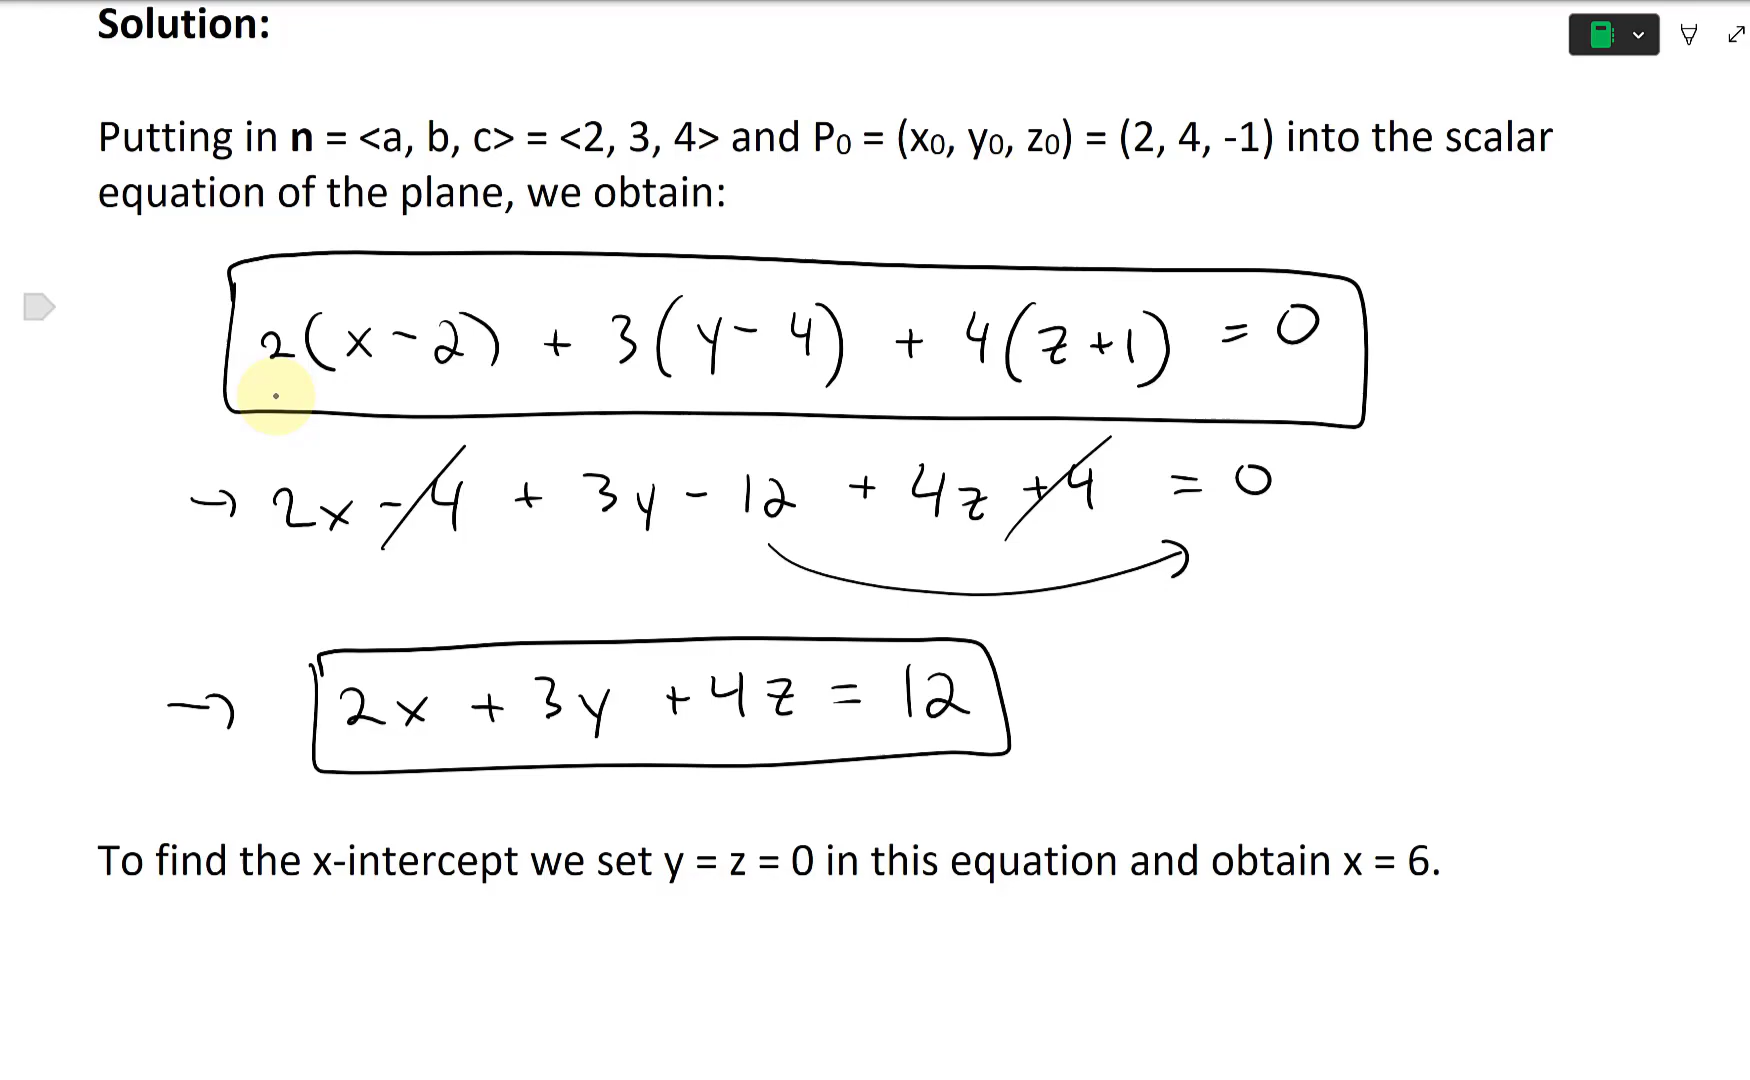 Solution:
Putting in n = <a, b, c> = <2, 3, 4> and P₀ = (x₀, y₀, z₀) = (2, 4, -1) into the scalar
equation of the plane, we obtain:
2(x-2) + 3(y-4) + 4(z+1) = 0
→ 2x - 4 + 3y - 12 + 4z + 4 = 0
→ 2x + 3y + 4z = 12
To find the x-intercept we set y = z = 0 in this equation and obtain x = 6.